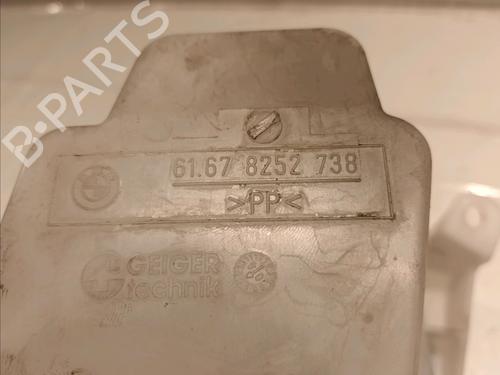 B-PARTS
61.67 8252 738
>PP<
GEIGER
technik